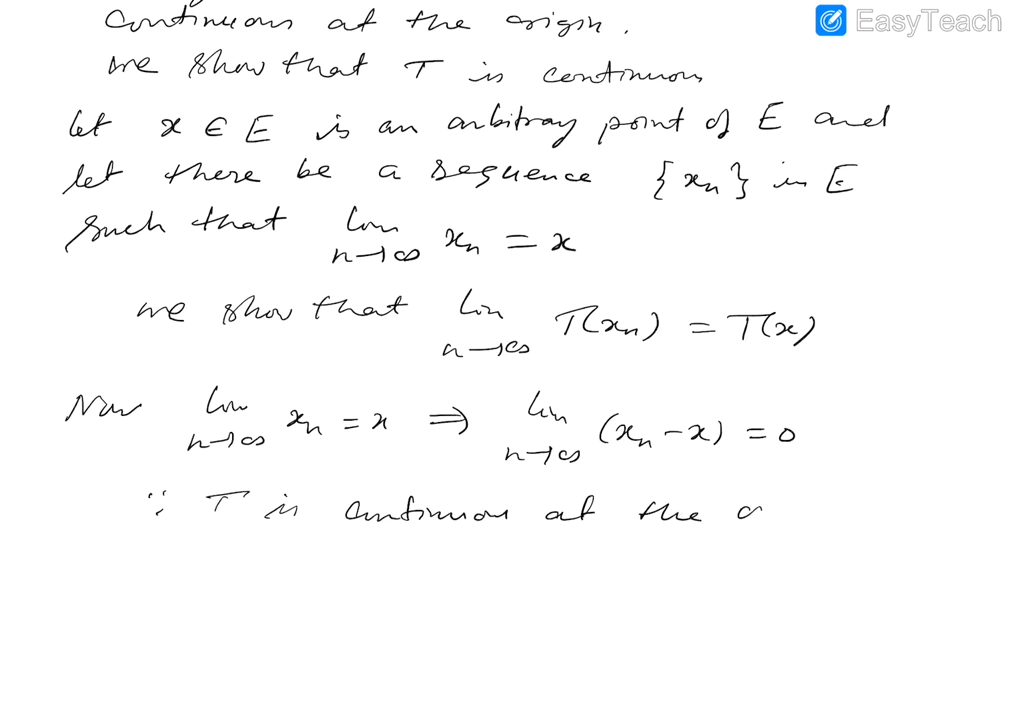 continuous at the origin.
EasyTeach
we show that T is continuous
let x ∈ E is an arbitrary point of E and
let there be a sequence {xₙ} in E
such that lim n→∞ xₙ = x
we show that lim n→∞ T(xₙ) = T(x)
Now lim n→∞ xₙ = x ⇒ lim n→∞ (xₙ - x) = 0
∵ T is continuous at the o